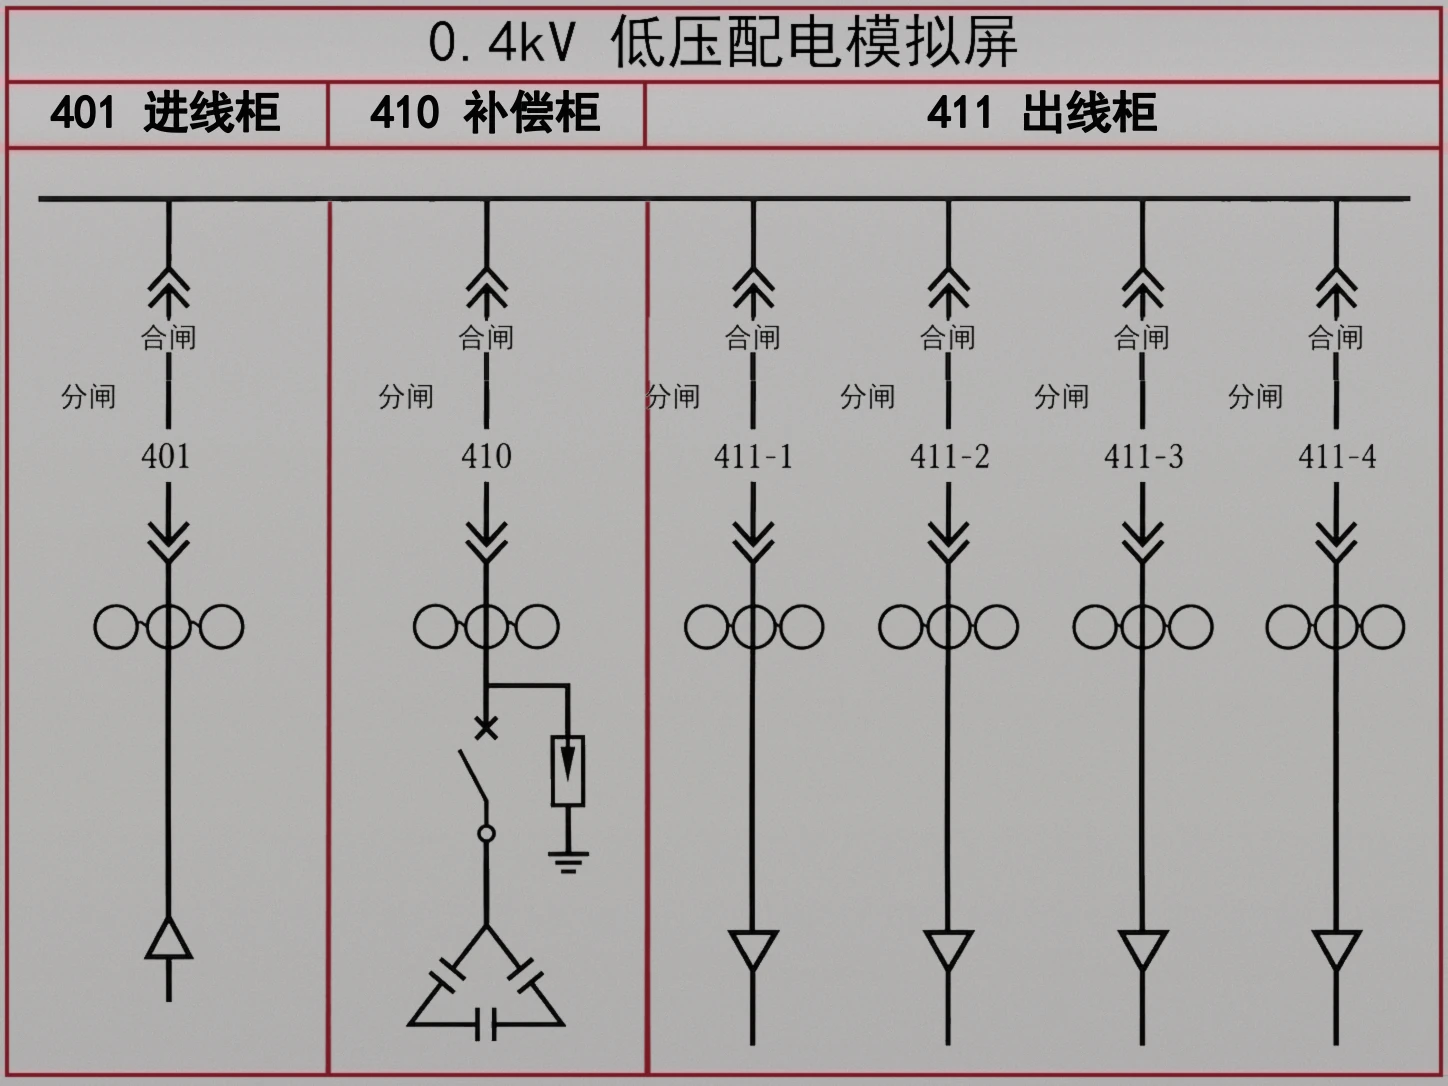 0.4kV 低压配电模拟屏
401 进线柜 410 补偿柜 411 出线柜
合闸 合闸 合闸 合闸 合闸 合闸
分闸 分闸 分闸 分闸 分闸 分闸
401 410 411-1 411-2 411-3 411-4